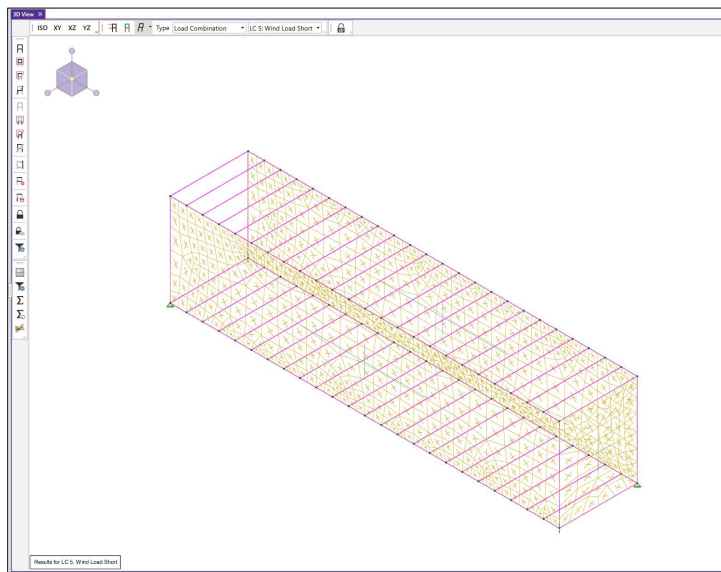 3D View ×
ISO XY XZ YZ Type Load Combination LC 5: Wind Load Short
Results for LC 5: Wind Load Short